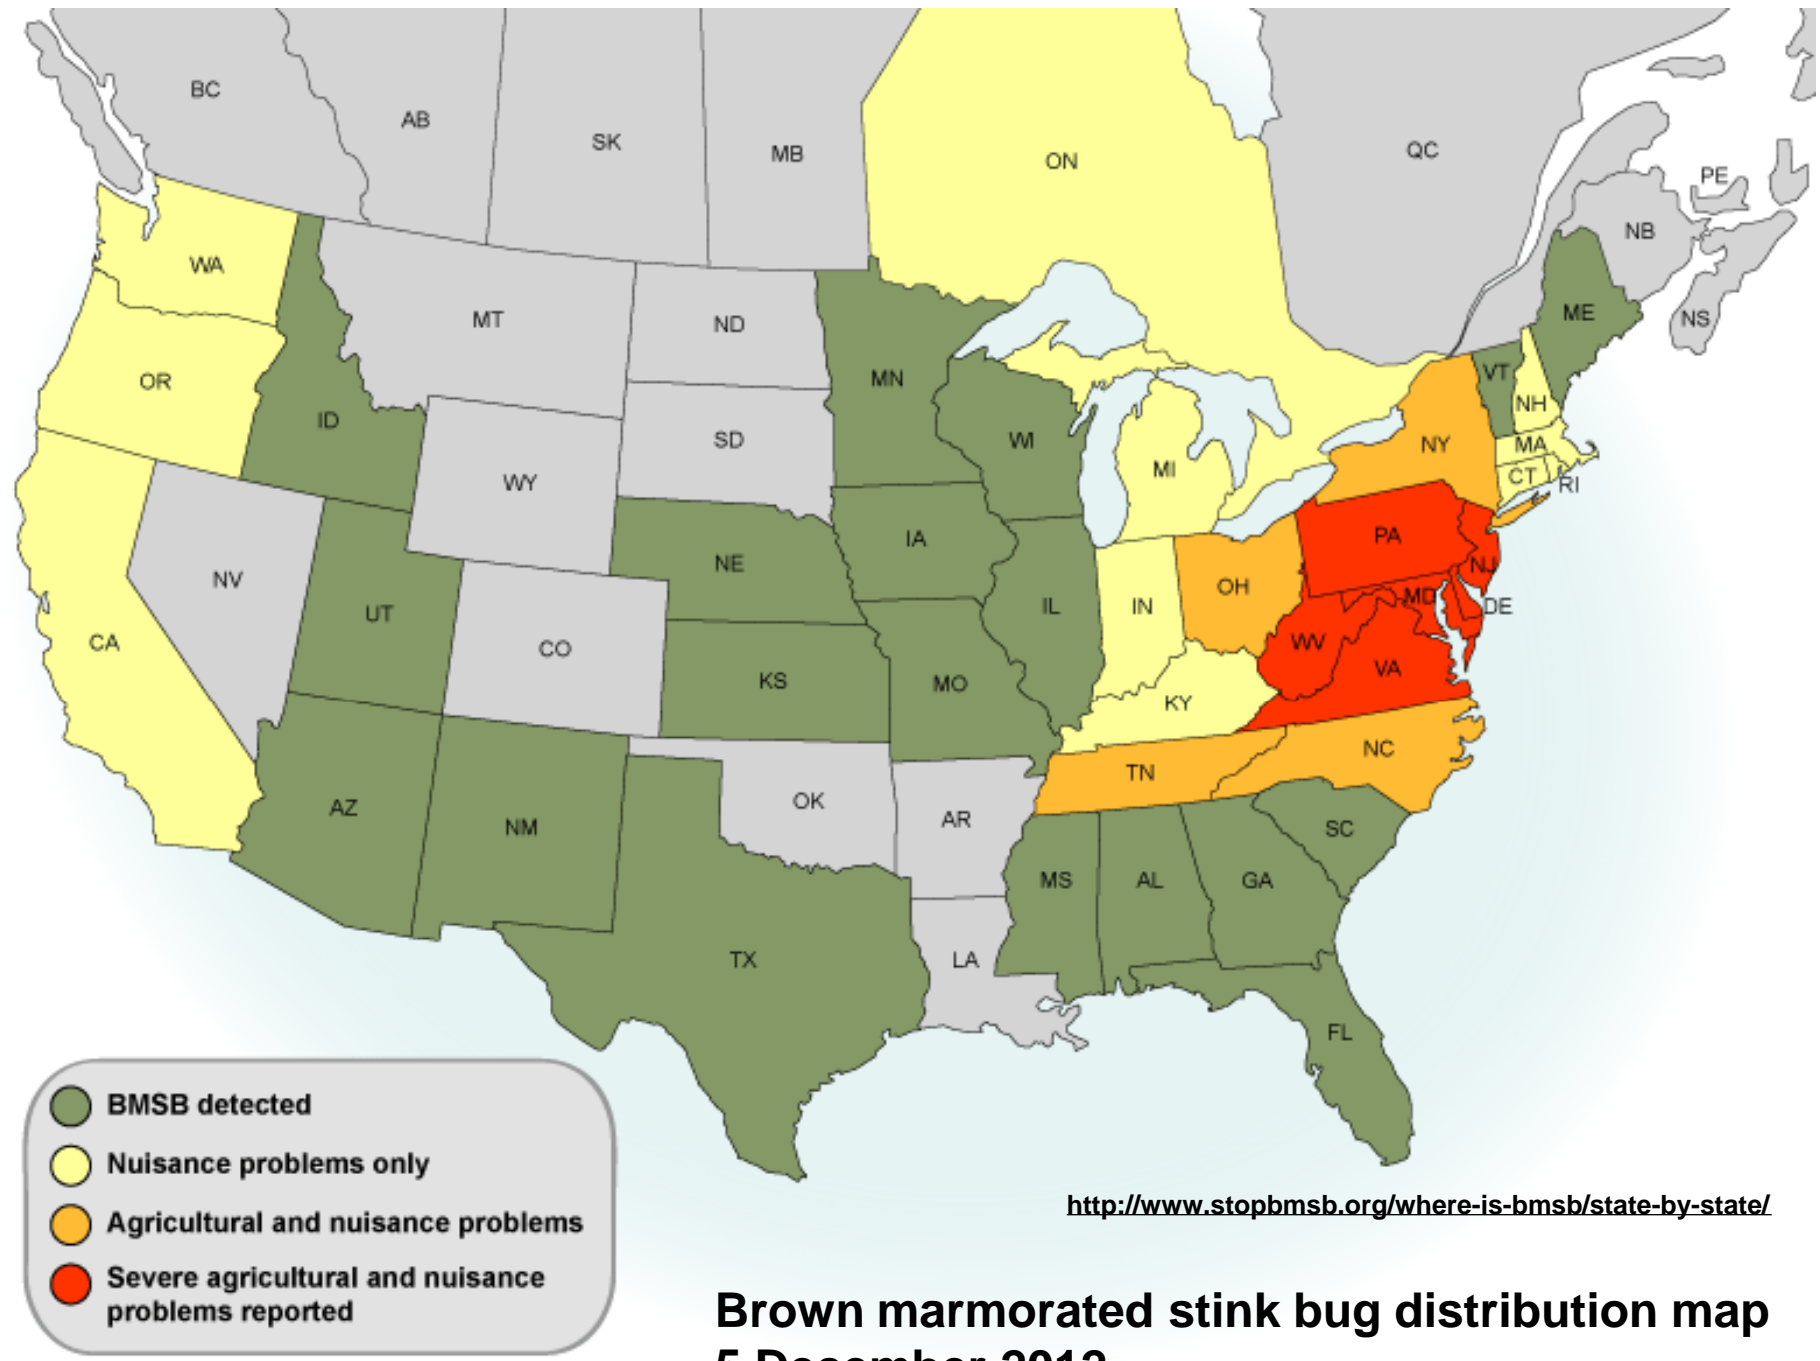 BC
AB
SK
MB
ON
QC
PE
NB
NS
WA
MT
ND
MN
ME
VT
NH
OR
ID
SD
WI
MI
NY
MA
CT
RI
WY
IA
PA
NV
NE
IL
IN
OH
NJ
MD
DE
UT
CA
CO
KS
MO
WV
VA
KY
NC
TN
AZ
NM
OK
AR
SC
MS
AL
GA
TX
LA
FL
BMSB detected
Nuisance problems only
Agricultural and nuisance problems
Severe agricultural and nuisance
problems reported
http://www.stopbmsb.org/where-is-bmsb/state-by-state/
Brown marmorated stink bug distribution map
5 December